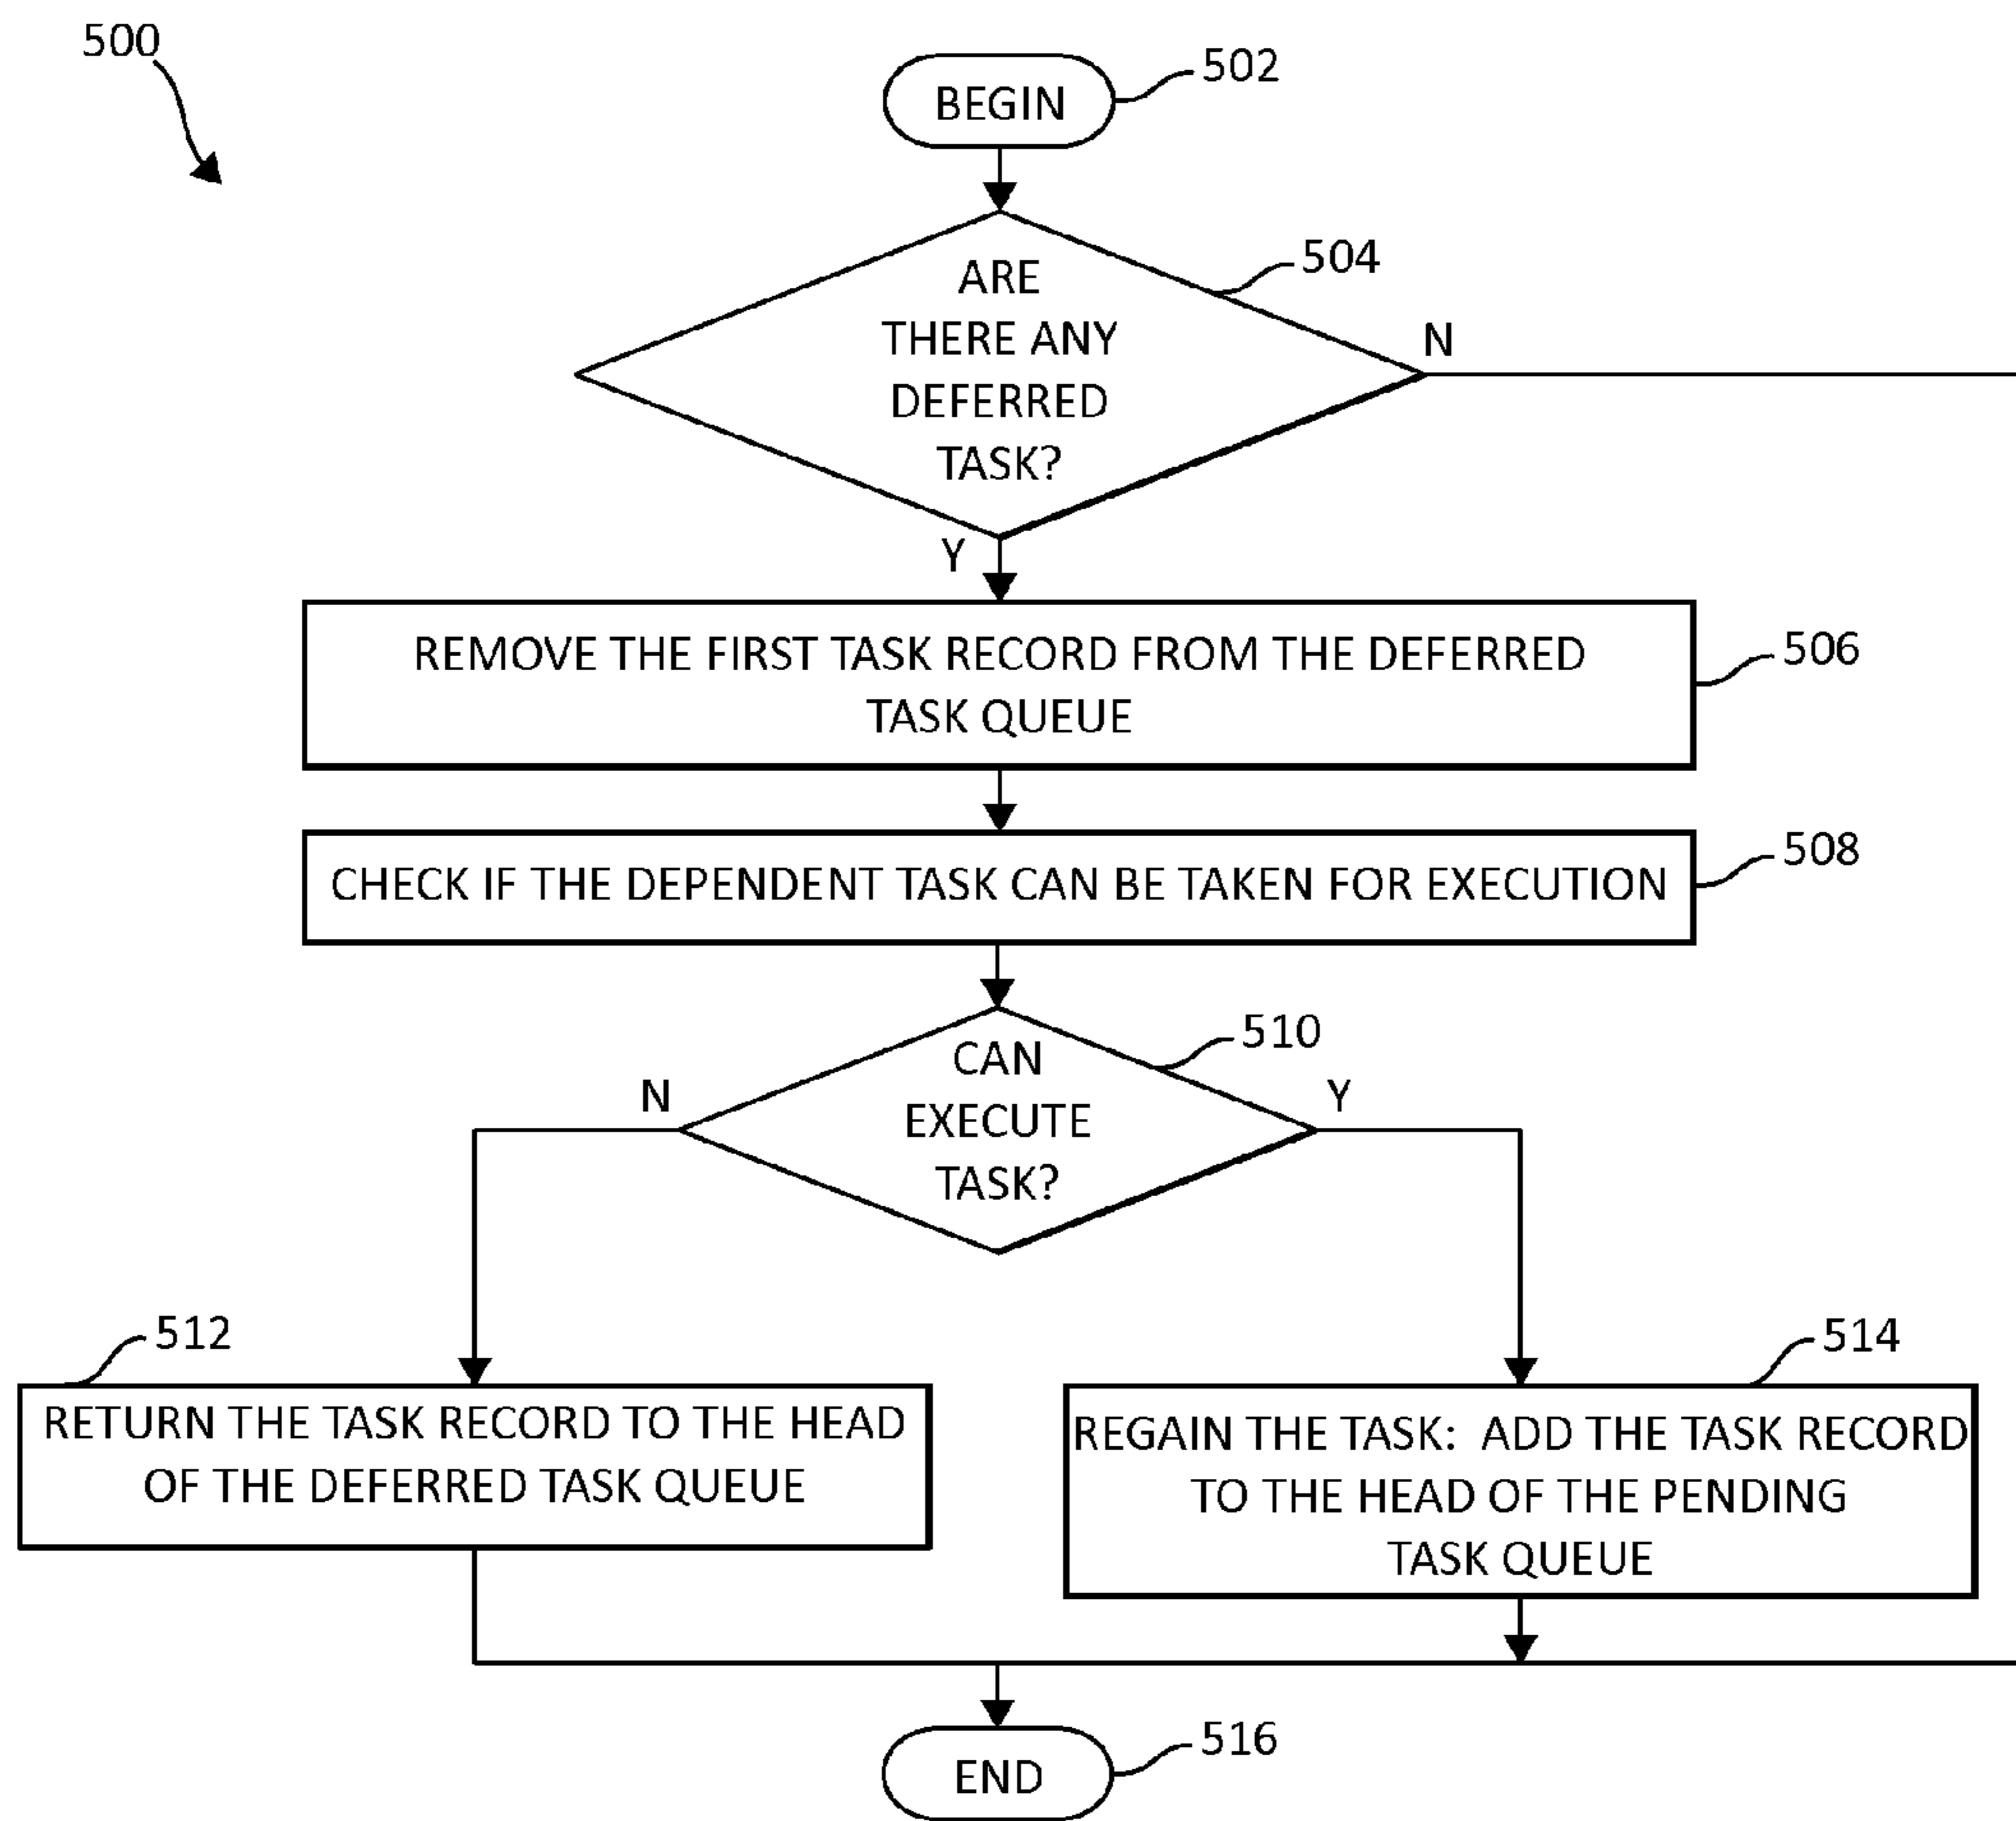 500
BEGIN
502
ARE
THERE ANY
DEFERRED
TASK?
504
N
Y
REMOVE THE FIRST TASK RECORD FROM THE DEFERRED
TASK QUEUE
506
CHECK IF THE DEPENDENT TASK CAN BE TAKEN FOR EXECUTION
508
CAN
EXECUTE
TASK?
510
N
Y
512
RETURN THE TASK RECORD TO THE HEAD
OF THE DEFERRED TASK QUEUE
514
REGAIN THE TASK: ADD THE TASK RECORD
TO THE HEAD OF THE PENDING
TASK QUEUE
END
516